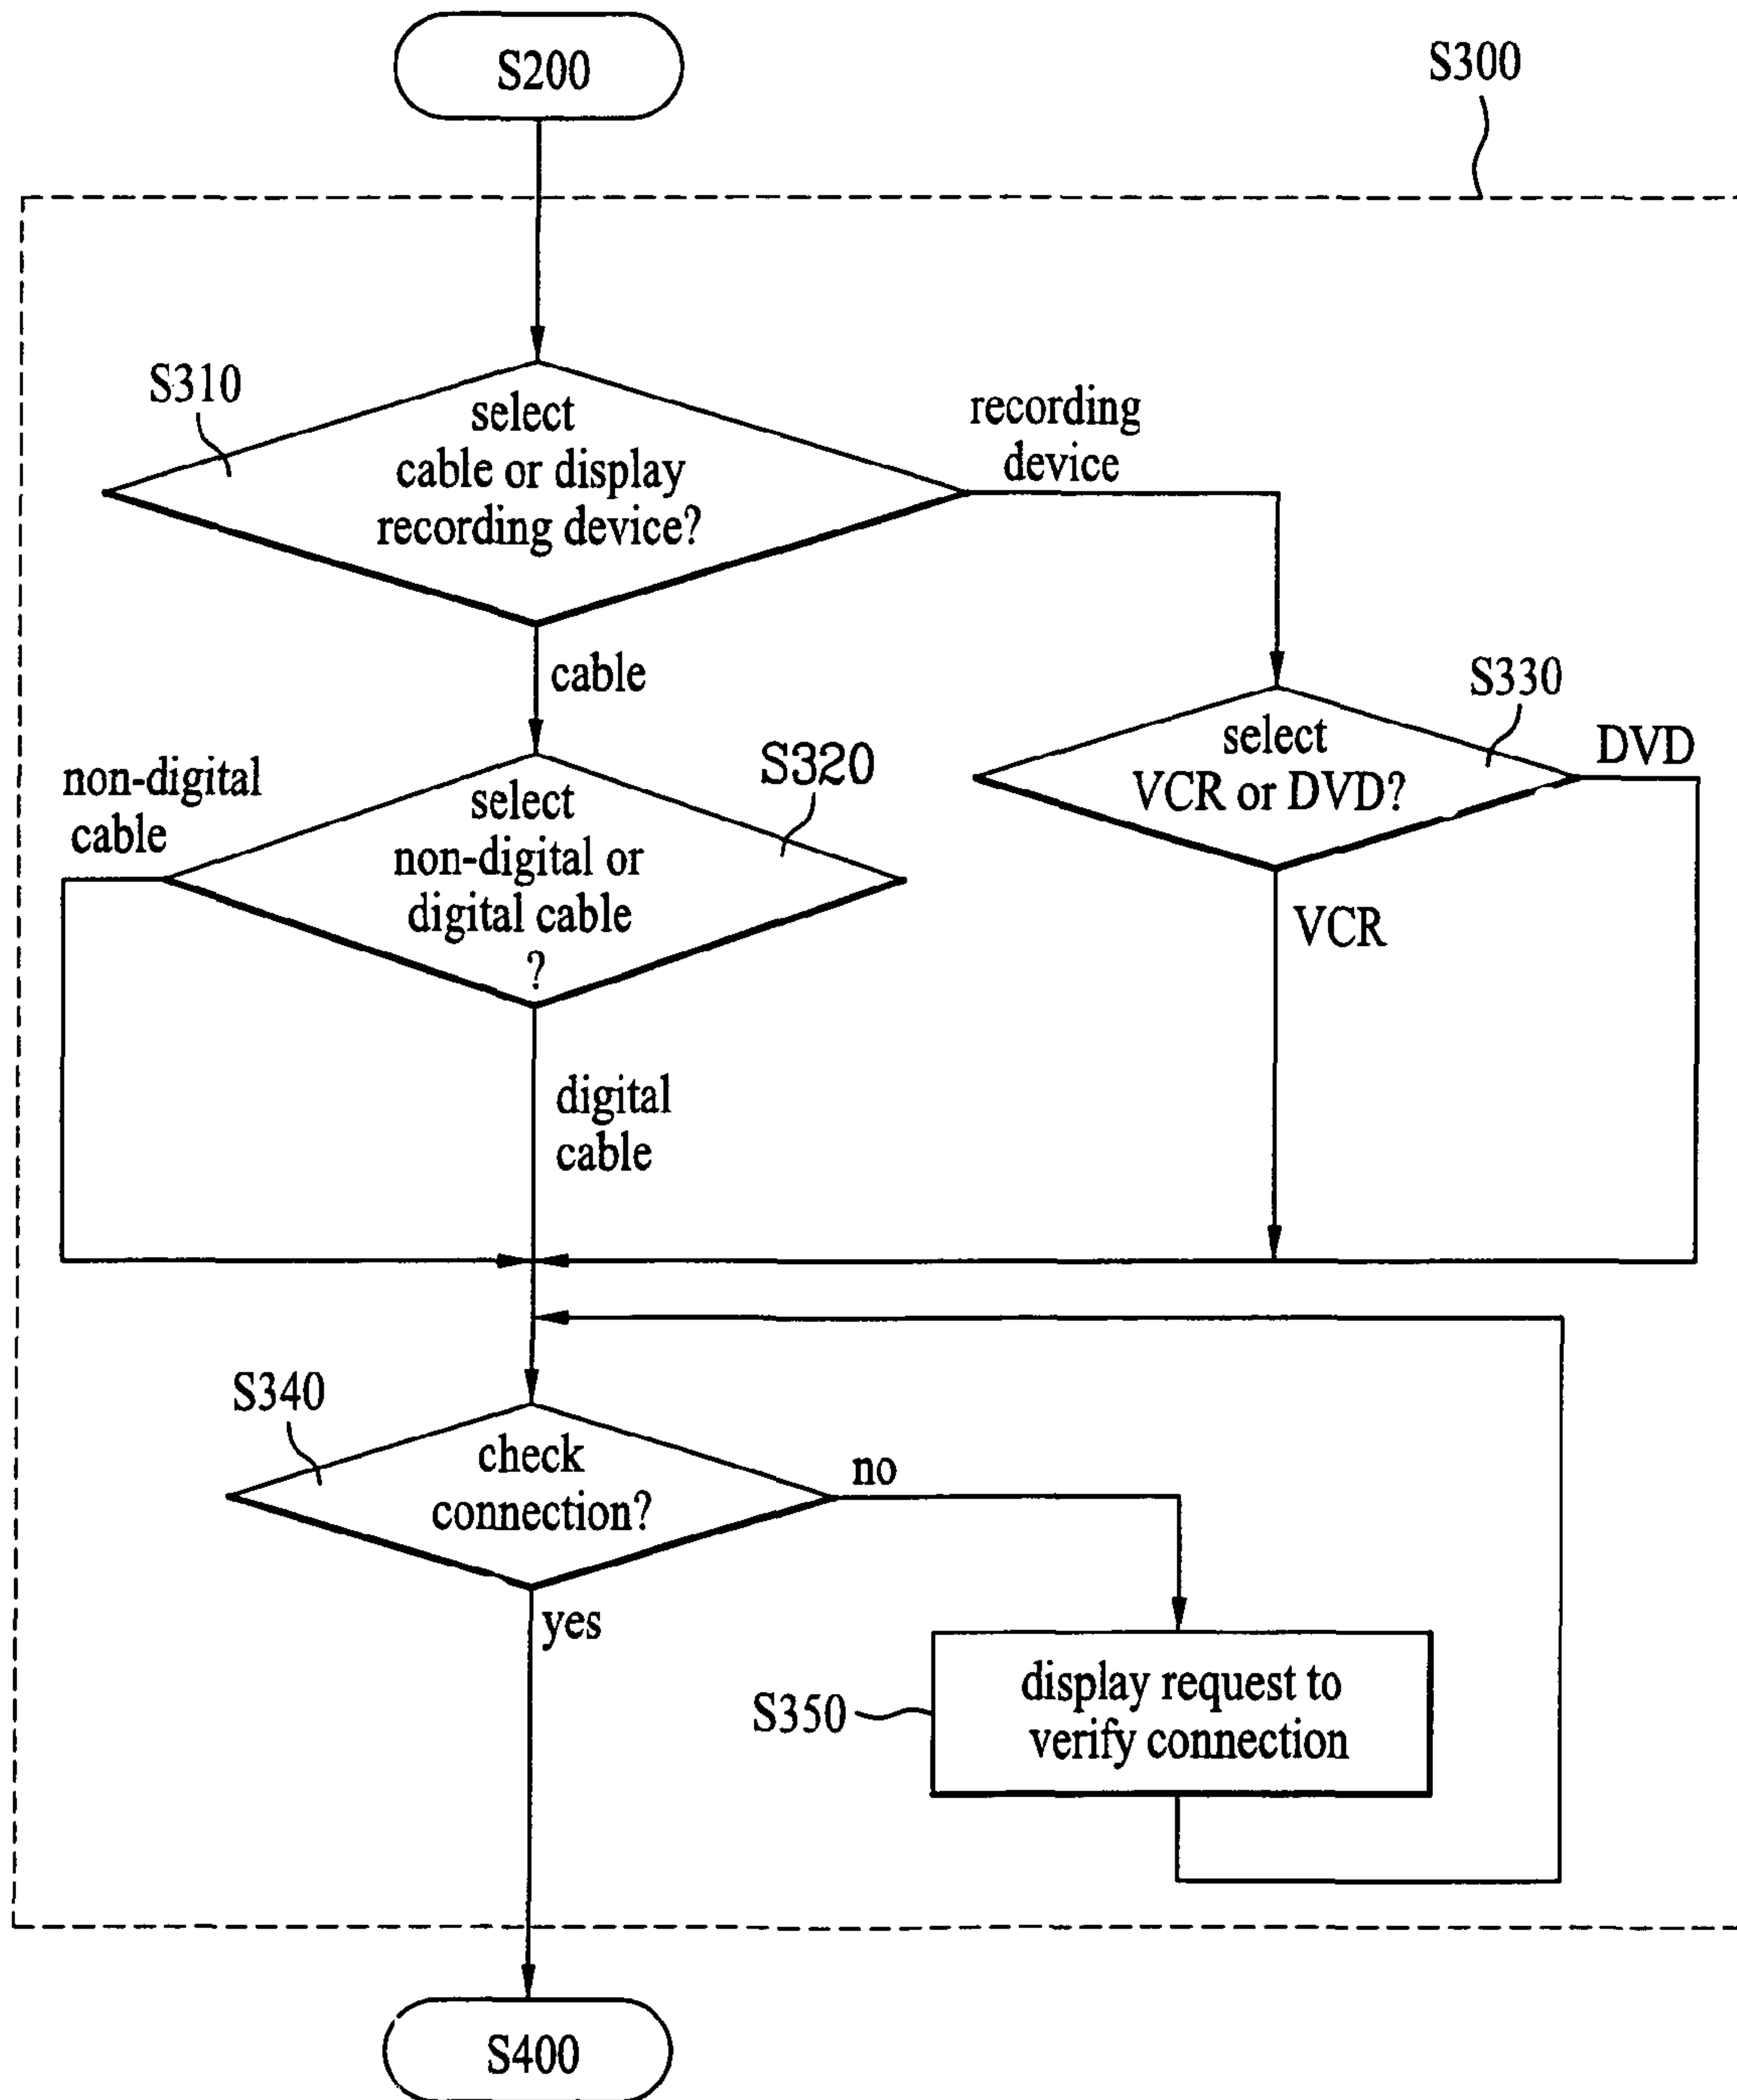 S200
S300
S310
select
cable or display
recording device?
recording
device
cable
S330
select
VCR or DVD?
DVD
non-digital
cable
S320
select
non-digital or
digital cable
?
VCR
digital
cable
S340
check
connection?
no
yes
S350
display request to
verify connection
S400